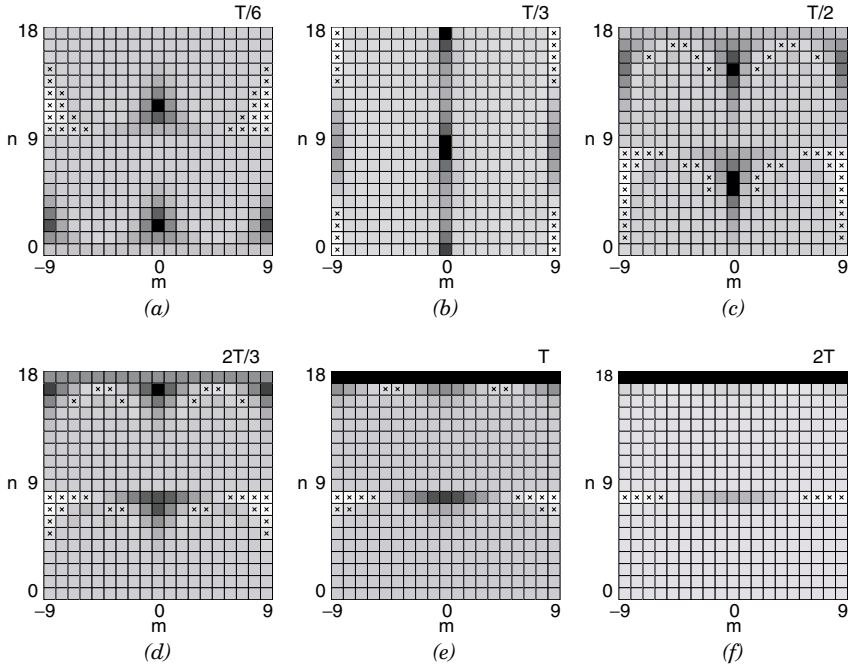 T/6 T/3 T/2
18 18 18
n 9 n 9 n 9
0 0 0
–9 0 9 –9 0 9 –9 0 9
m m m
(a) (b) (c)
2T/3 T 2T
18 18 18
n 9 n 9 n 9
0 0 0
–9 0 9 –9 0 9 –9 0 9
m m m
(d) (e) (f)